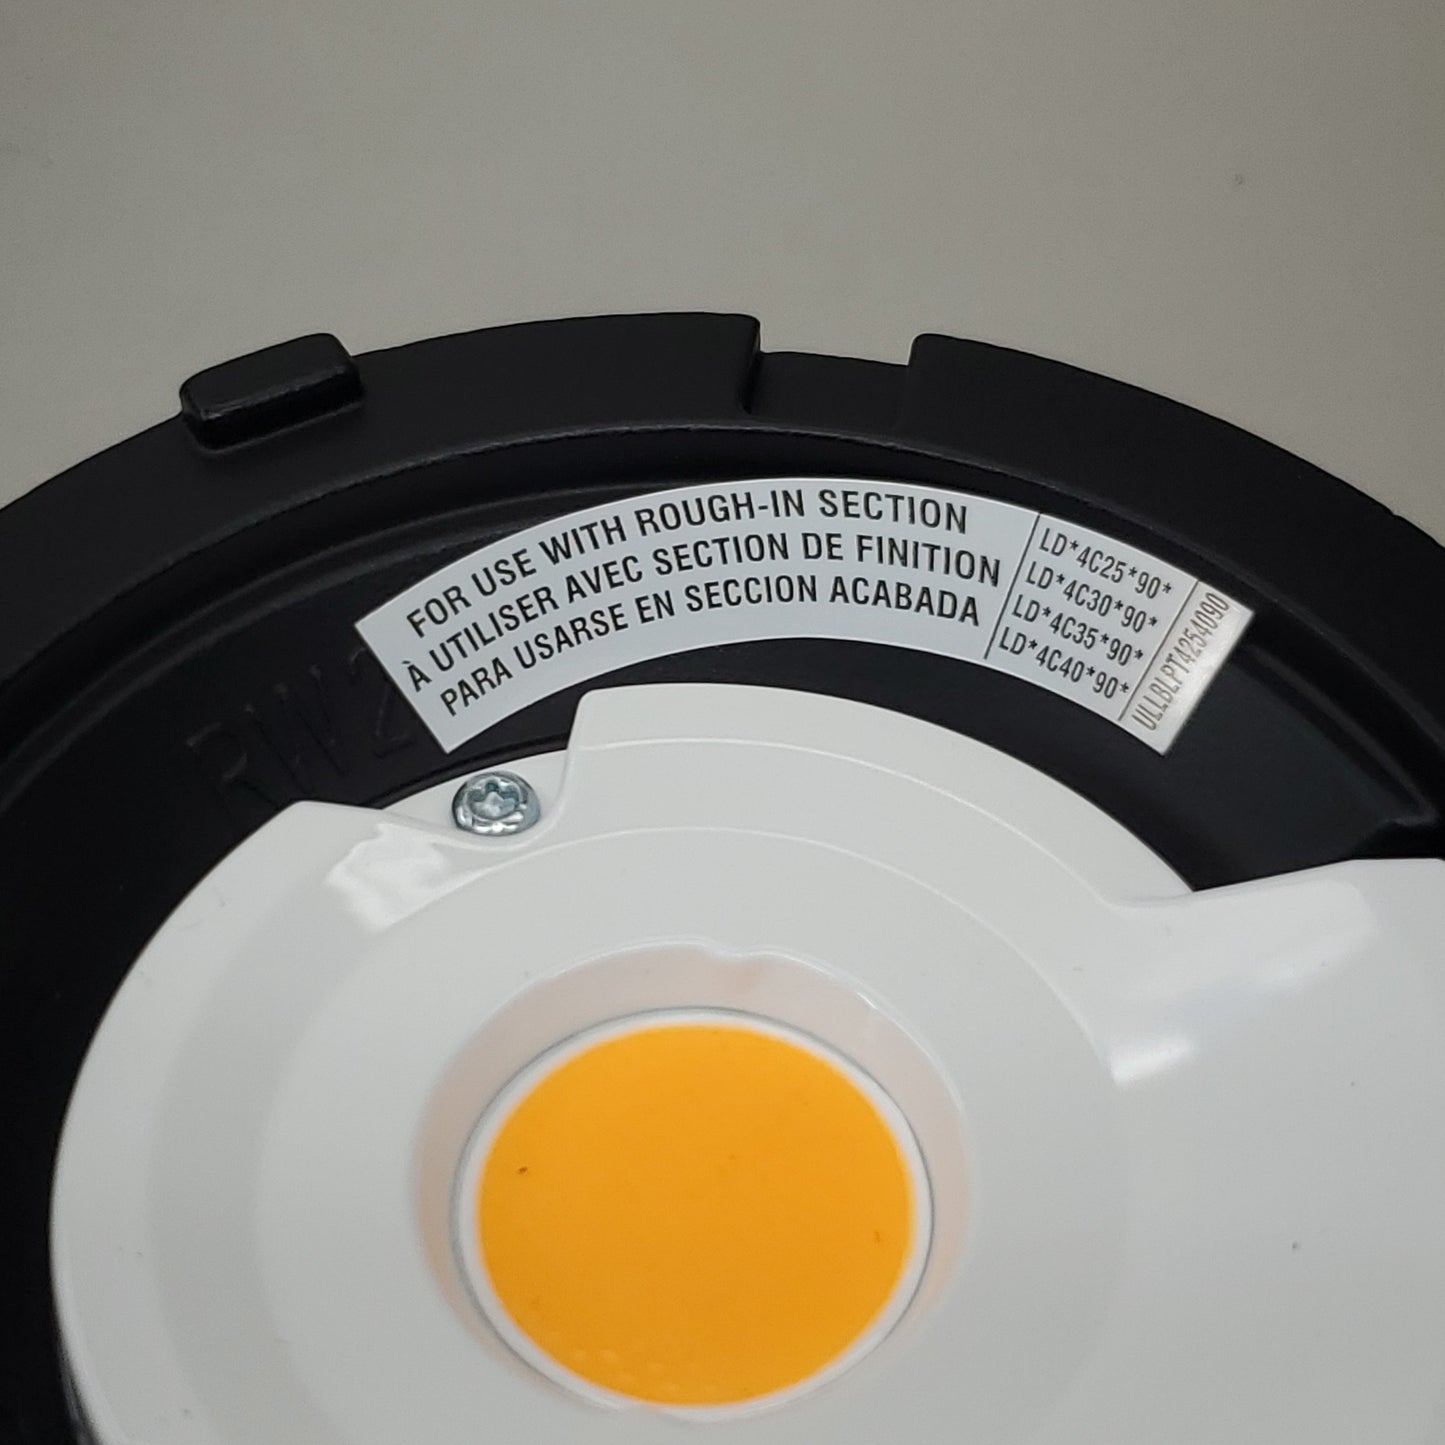 FOR USE WITH ROUGH-IN SECTION
À UTILISER AVEC SECTION DE FINITION
PARA USARSE EN SECCION ACABADA
LD*4C25*90*
LD*4C30*90*
LD*4C35*90*
LD*4C40*90*
ULLBLPT4254090
RW2